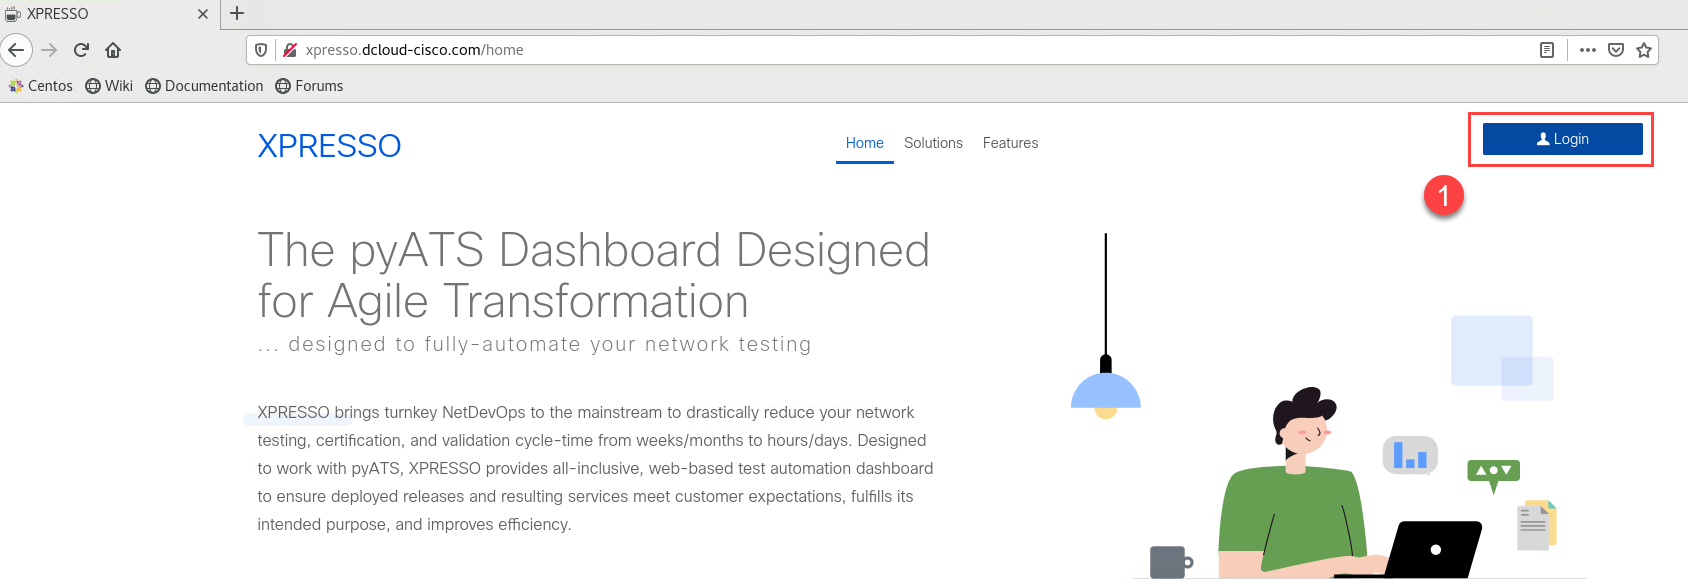 XPRESSO
xpresso.dcloud-cisco.com/home
Centos Wiki Documentation Forums
XPRESSO
Home Solutions Features
Login
1
The pyATS Dashboard Designed
for Agile Transformation
... designed to fully-automate your network testing
XPRESSO brings turnkey NetDevOps to the mainstream to drastically reduce your network
testing, certification, and validation cycle-time from weeks/months to hours/days. Designed
to work with pyATS, XPRESSO provides all-inclusive, web-based test automation dashboard
to ensure deployed releases and resulting services meet customer expectations, fulfills its
intended purpose, and improves efficiency.